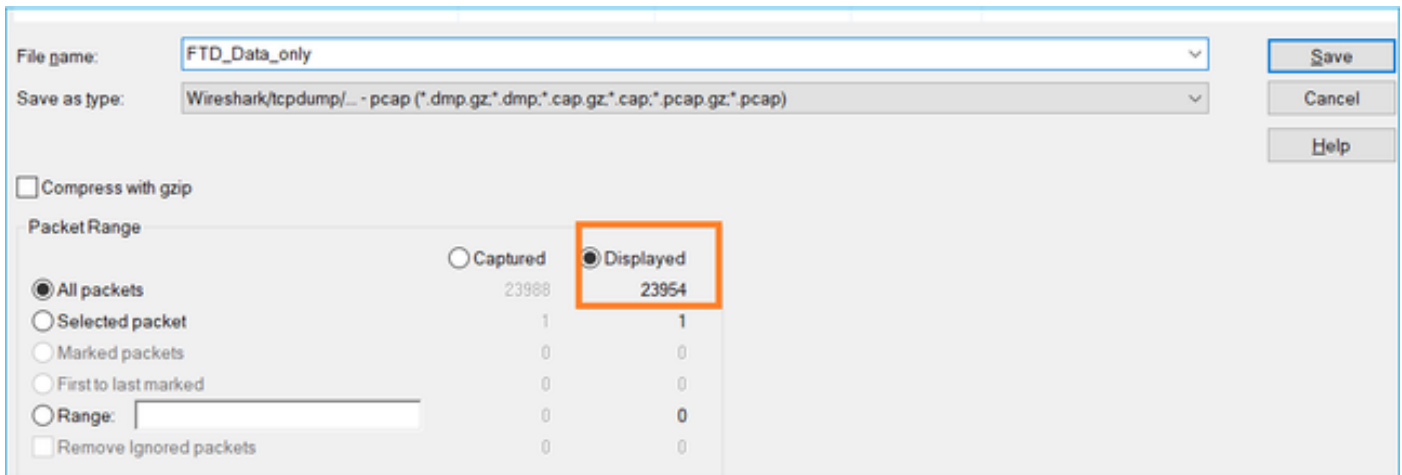 File name: FTD_Data_only Save
Save as type: Wireshark/tcpdump/... - pcap (*.dmp.gz;*.dmp;*.cap.gz;*.cap;*.pcap.gz;*.pcap) Cancel
Help
Compress with gzip
Packet Range
Captured Displayed
All packets 23988 23954
Selected packet 1 1
Marked packets 0 0
First to last marked 0 0
Range: 0 0
Remove Ignored packets 0 0